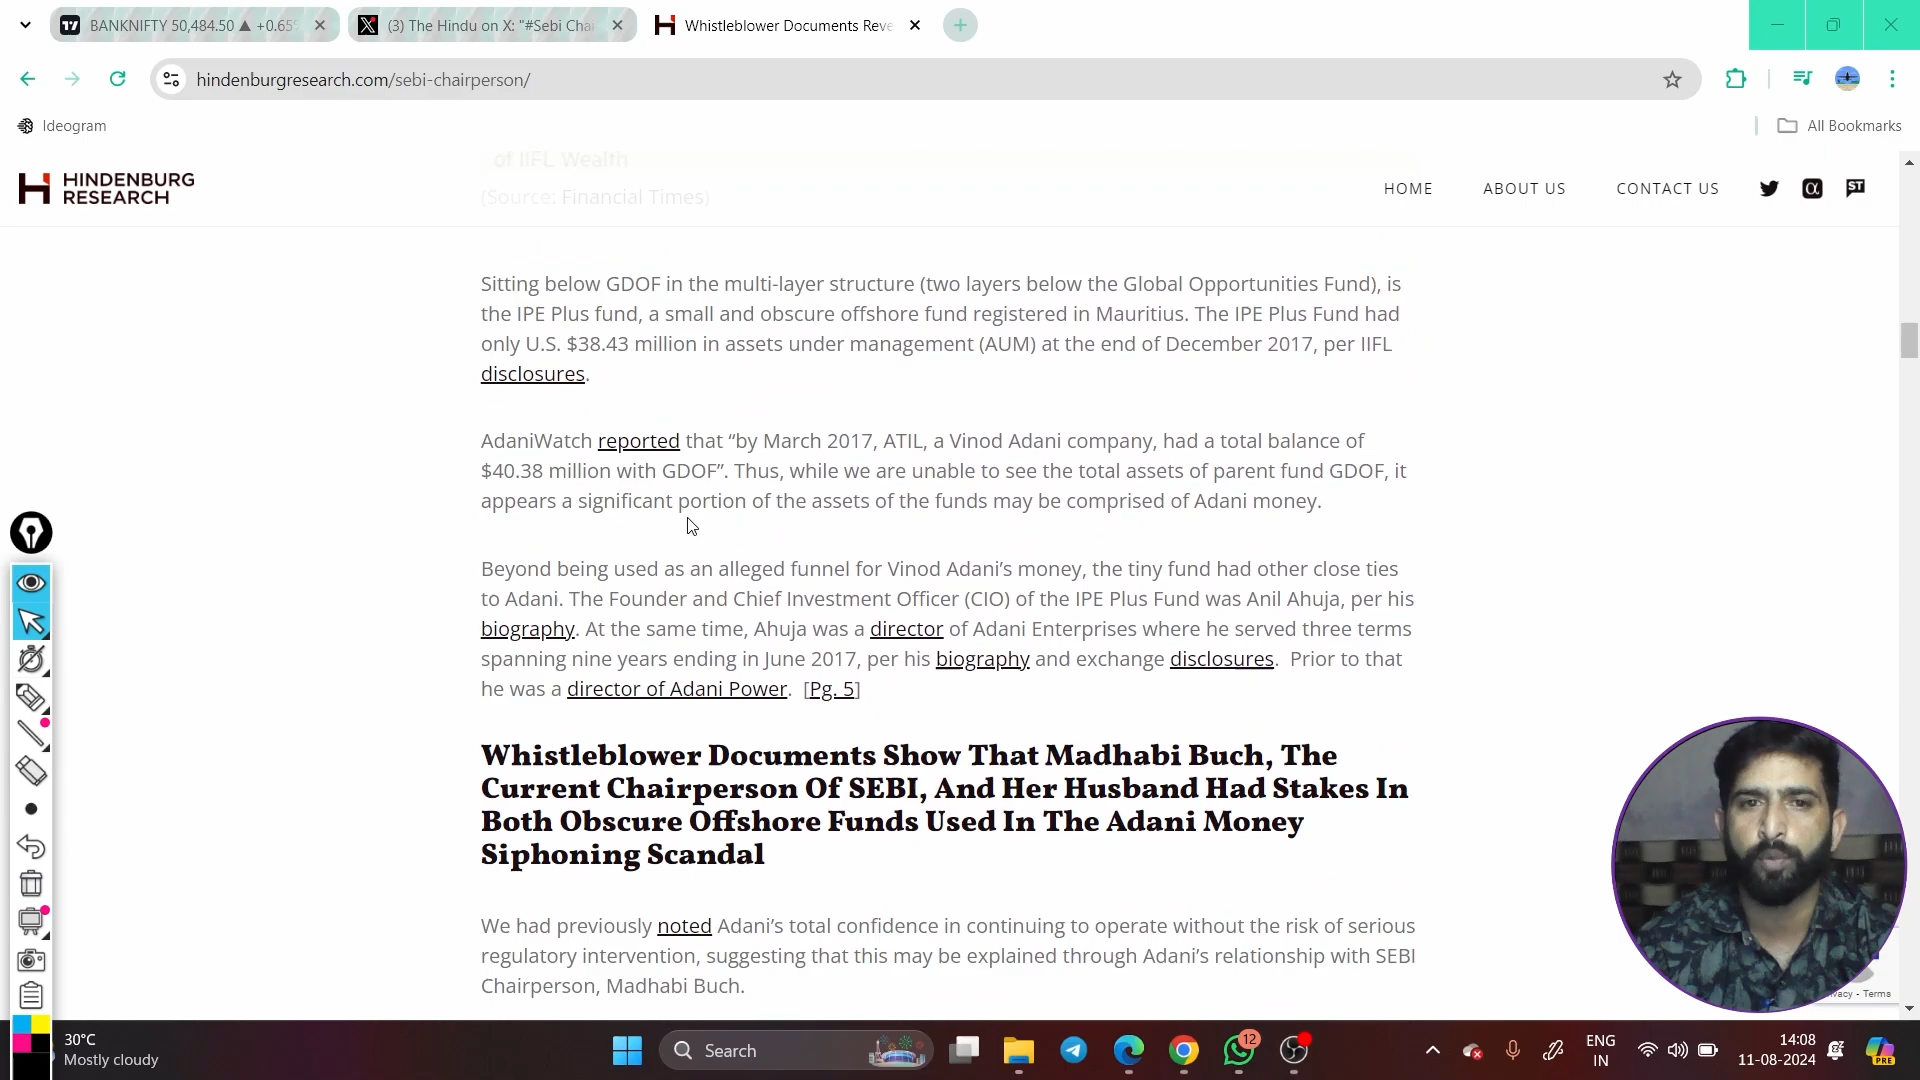 BANKNIFTY 50,484.50 ▲ +0.65%
(3) The Hindu on X: "#Sebi Chai
Whistleblower Documents Reve
hindenburgresearch.com/sebi-chairperson/
Ideogram
All Bookmarks
HINDENBURG
RESEARCH
HOME
ABOUT US
CONTACT US
of IIFL Wealth
(Source: Financial Times)
Sitting below GDOF in the multi-layer structure (two layers below the Global Opportunities Fund), is
the IPE Plus fund, a small and obscure offshore fund registered in Mauritius. The IPE Plus Fund had
only U.S. $38.43 million in assets under management (AUM) at the end of December 2017, per IIFL
disclosures.
AdaniWatch reported that “by March 2017, ATIL, a Vinod Adani company, had a total balance of
$40.38 million with GDOF”. Thus, while we are unable to see the total assets of parent fund GDOF, it
appears a significant portion of the assets of the funds may be comprised of Adani money.
Beyond being used as an alleged funnel for Vinod Adani’s money, the tiny fund had other close ties
to Adani. The Founder and Chief Investment Officer (CIO) of the IPE Plus Fund was Anil Ahuja, per his
biography. At the same time, Ahuja was a director of Adani Enterprises where he served three terms
spanning nine years ending in June 2017, per his biography and exchange disclosures. Prior to that
he was a director of Adani Power. [Pg. 5]
Whistleblower Documents Show That Madhabi Buch, The
Current Chairperson Of SEBI, And Her Husband Had Stakes In
Both Obscure Offshore Funds Used In The Adani Money
Siphoning Scandal
We had previously noted Adani’s total confidence in continuing to operate without the risk of serious
regulatory intervention, suggesting that this may be explained through Adani’s relationship with SEBI
Chairperson, Madhabi Buch.
Terms
30°C
Mostly cloudy
Search
12
ENG
IN
14:08
11-08-2024
PRE